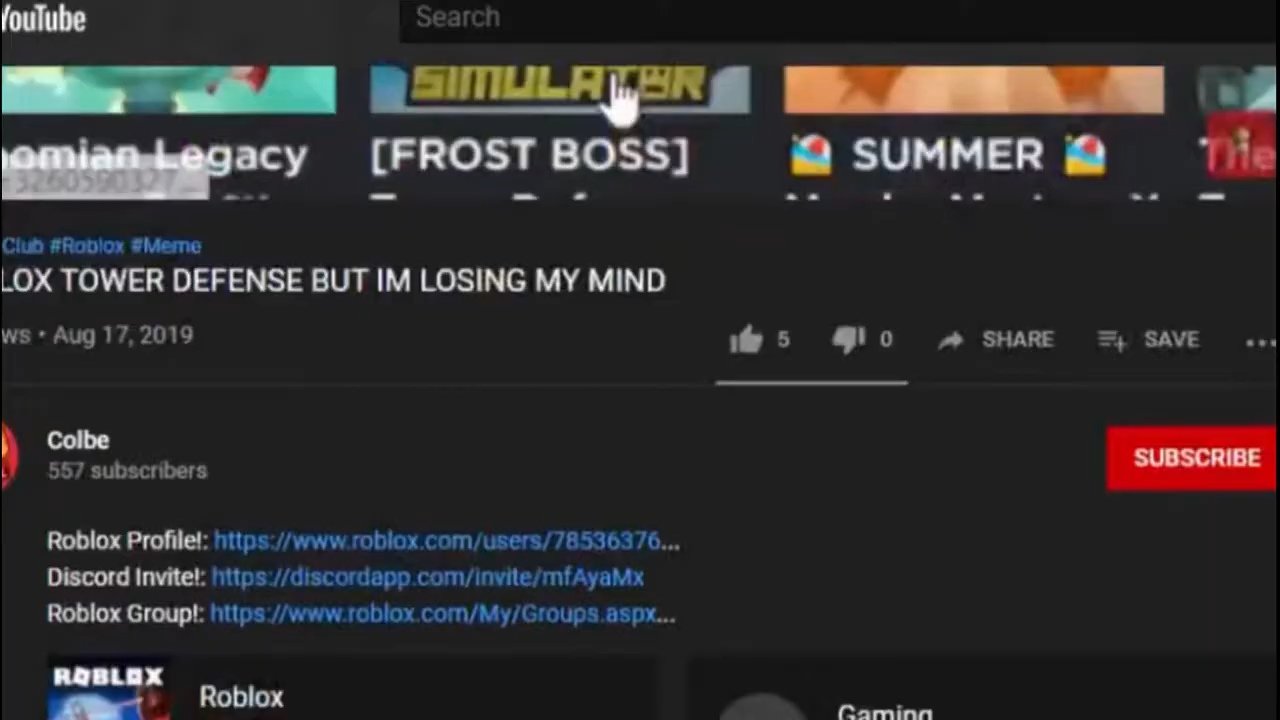 YouTube
Search
SIMULATOR
omian Legacy
[FROST BOSS]
SUMMER
The
-3260590327...
Club #Roblox #Meme
LOX TOWER DEFENSE BUT IM LOSING MY MIND
ws • Aug 17, 2019
5
0
SHARE
SAVE
Colbe
557 subscribers
SUBSCRIBE
Roblox Profile!: https://www.roblox.com/users/78536376...
Discord Invite!: https://discordapp.com/invite/mfAyaMx
Roblox Group!: https://www.roblox.com/My/Groups.aspx...
ROBLOX
Roblox
Gaming